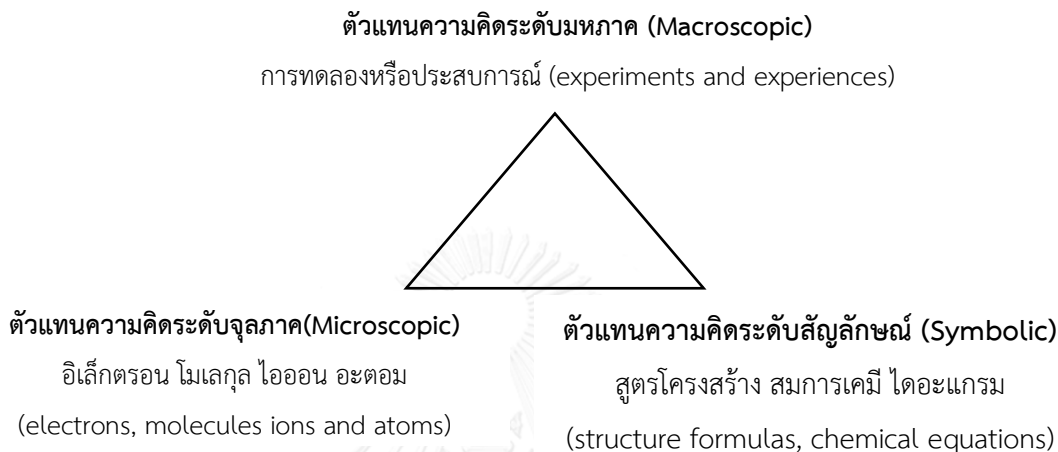 ตัวแทนความคิดระดับมหภาค (Macroscopic)
การทดลองหรือประสบการณ์ (experiments and experiences)
ตัวแทนความคิดระดับจุลภาค(Microscopic)
อิเล็กตรอน โมเลกุล ไอออน อะตอม
(electrons, molecules ions and atoms)
ตัวแทนความคิดระดับสัญลักษณ์ (Symbolic)
สูตรโครงสร้าง สมการเคมี ไดอะแกรม
(structure formulas, chemical equations)